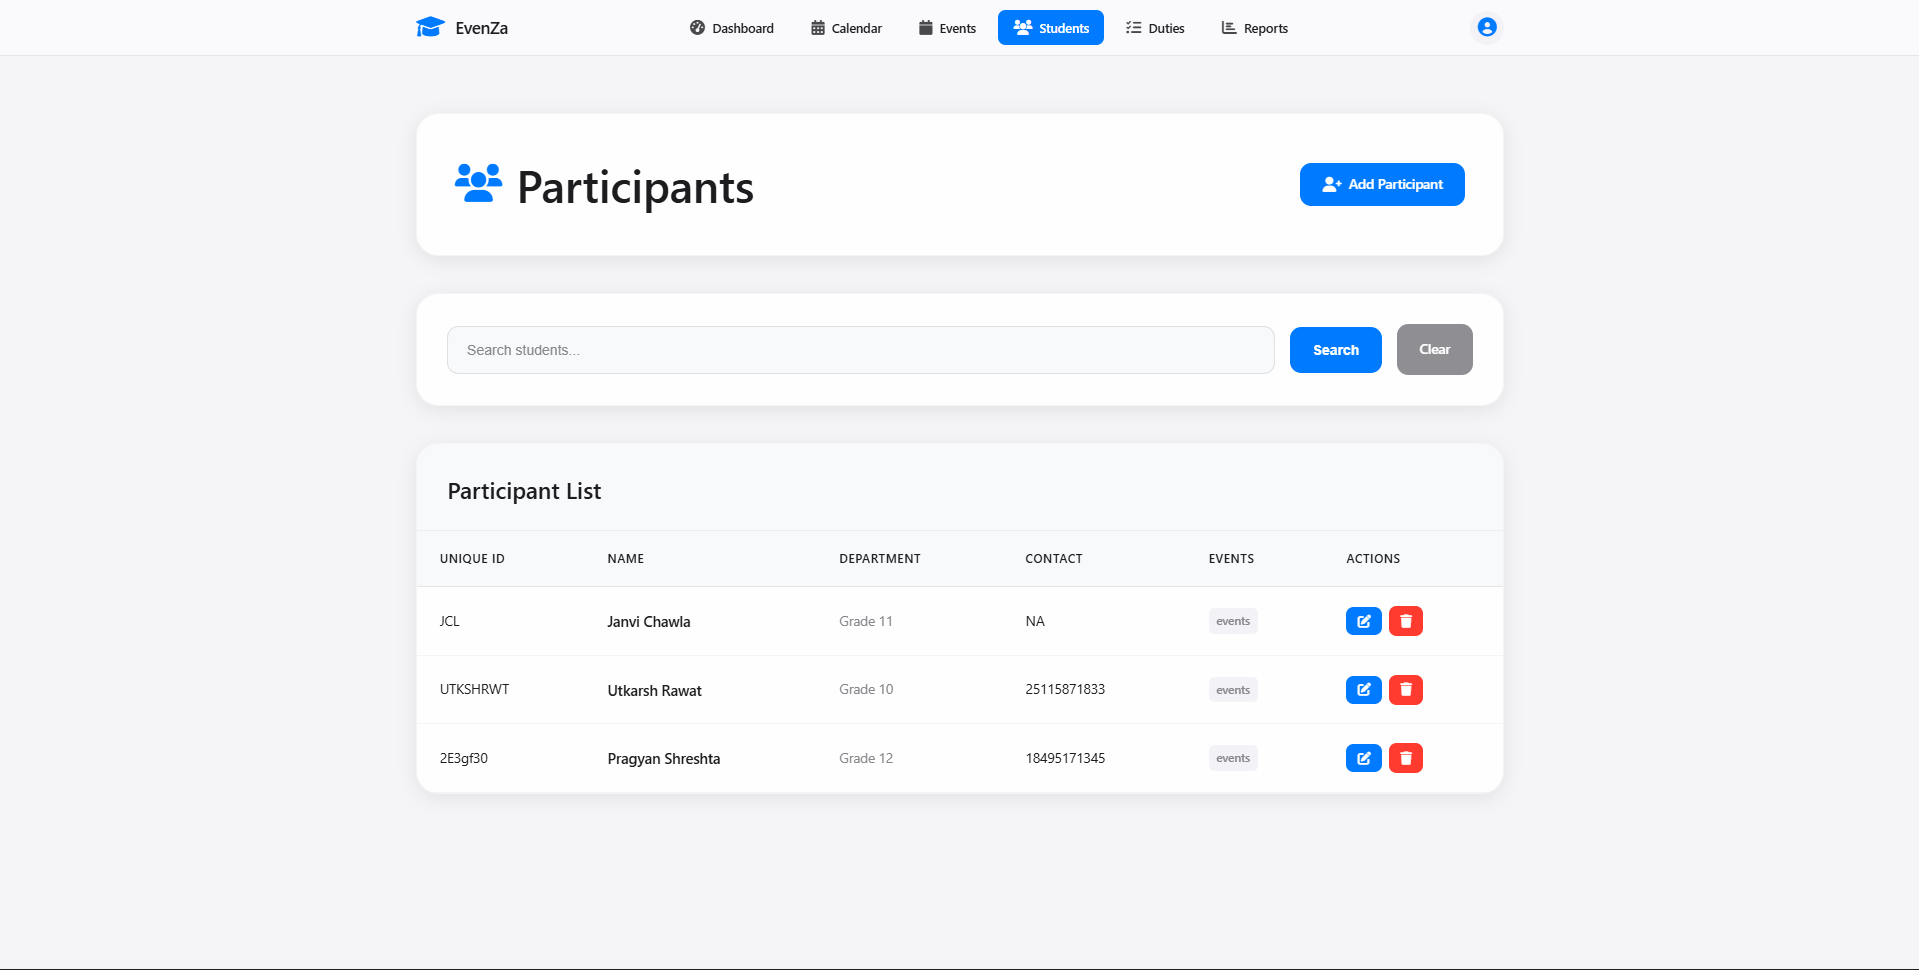 EvenZa Dashboard Calendar Events Students Duties Reports
Participants Add Participant
Search students... Search Clear
Participant List
UNIQUE ID NAME DEPARTMENT CONTACT EVENTS ACTIONS
JCL Janvi Chawla Grade 11 NA events
UTKSHRWT Utkarsh Rawat Grade 10 25115871833 events
2E3gf30 Pragyan Shreshta Grade 12 18495171345 events